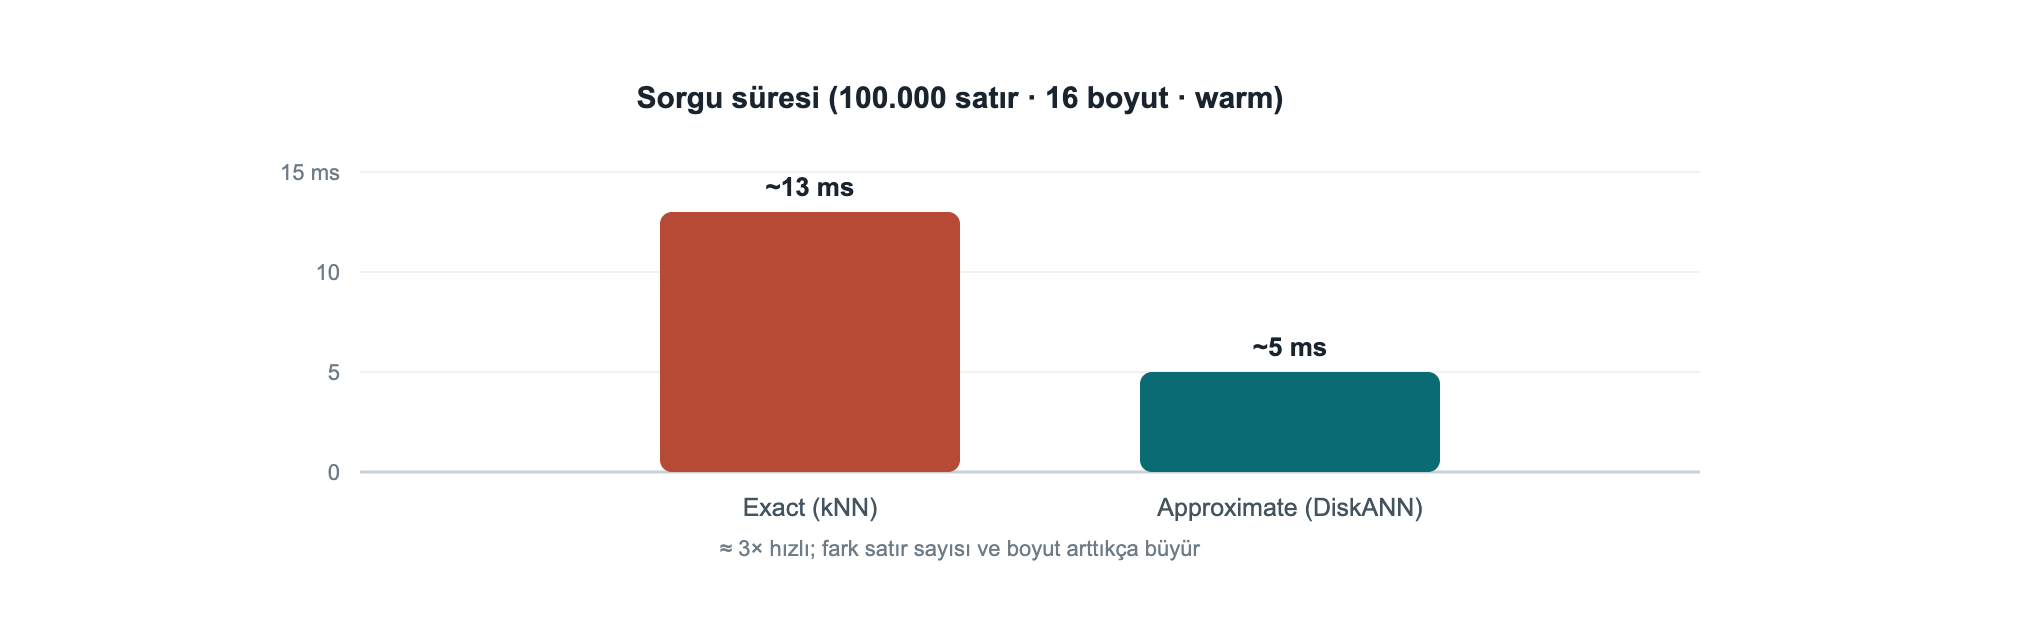 Sorgu süresi (100.000 satır · 16 boyut · warm)
15 ms
~13 ms
10
~5 ms
5
0
Exact (kNN)
Approximate (DiskANN)
≈ 3× hızlı; fark satır sayısı ve boyut arttıkça büyür